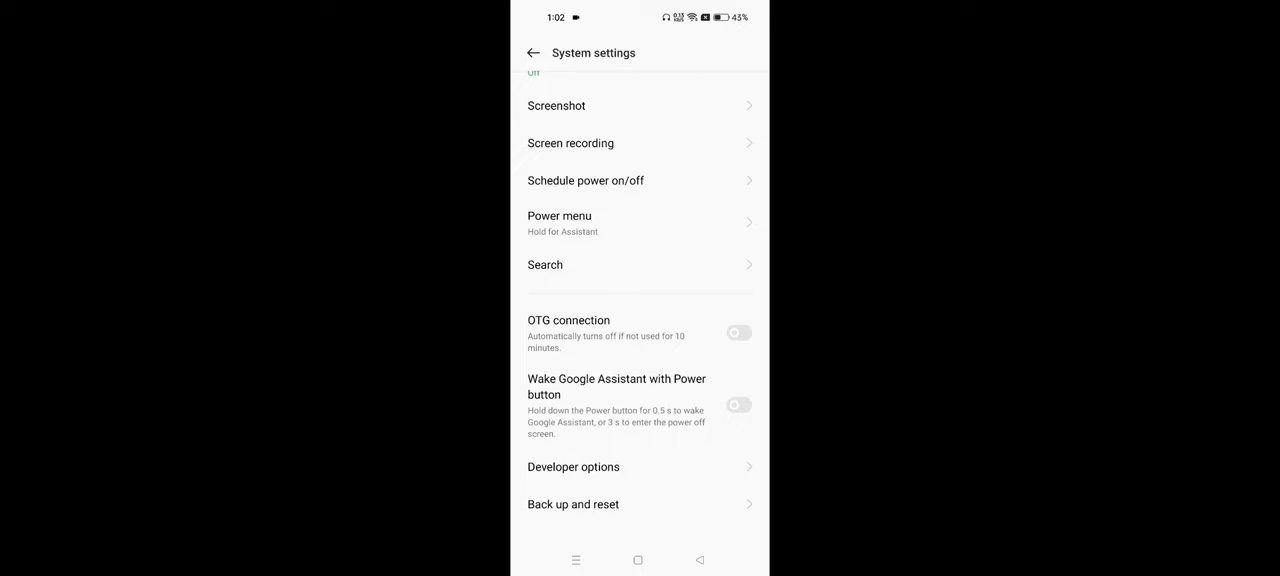 1:02
43%
System settings
Off
Screenshot
Screen recording
Schedule power on/off
Power menu
Hold for Assistant
Search
OTG connection
Automatically turns off if not used for 10
minutes.
Wake Google Assistant with Power
button
Hold down the Power button for 0.5 s to wake
Google Assistant, or 3 s to enter the power off
screen.
Developer options
Back up and reset